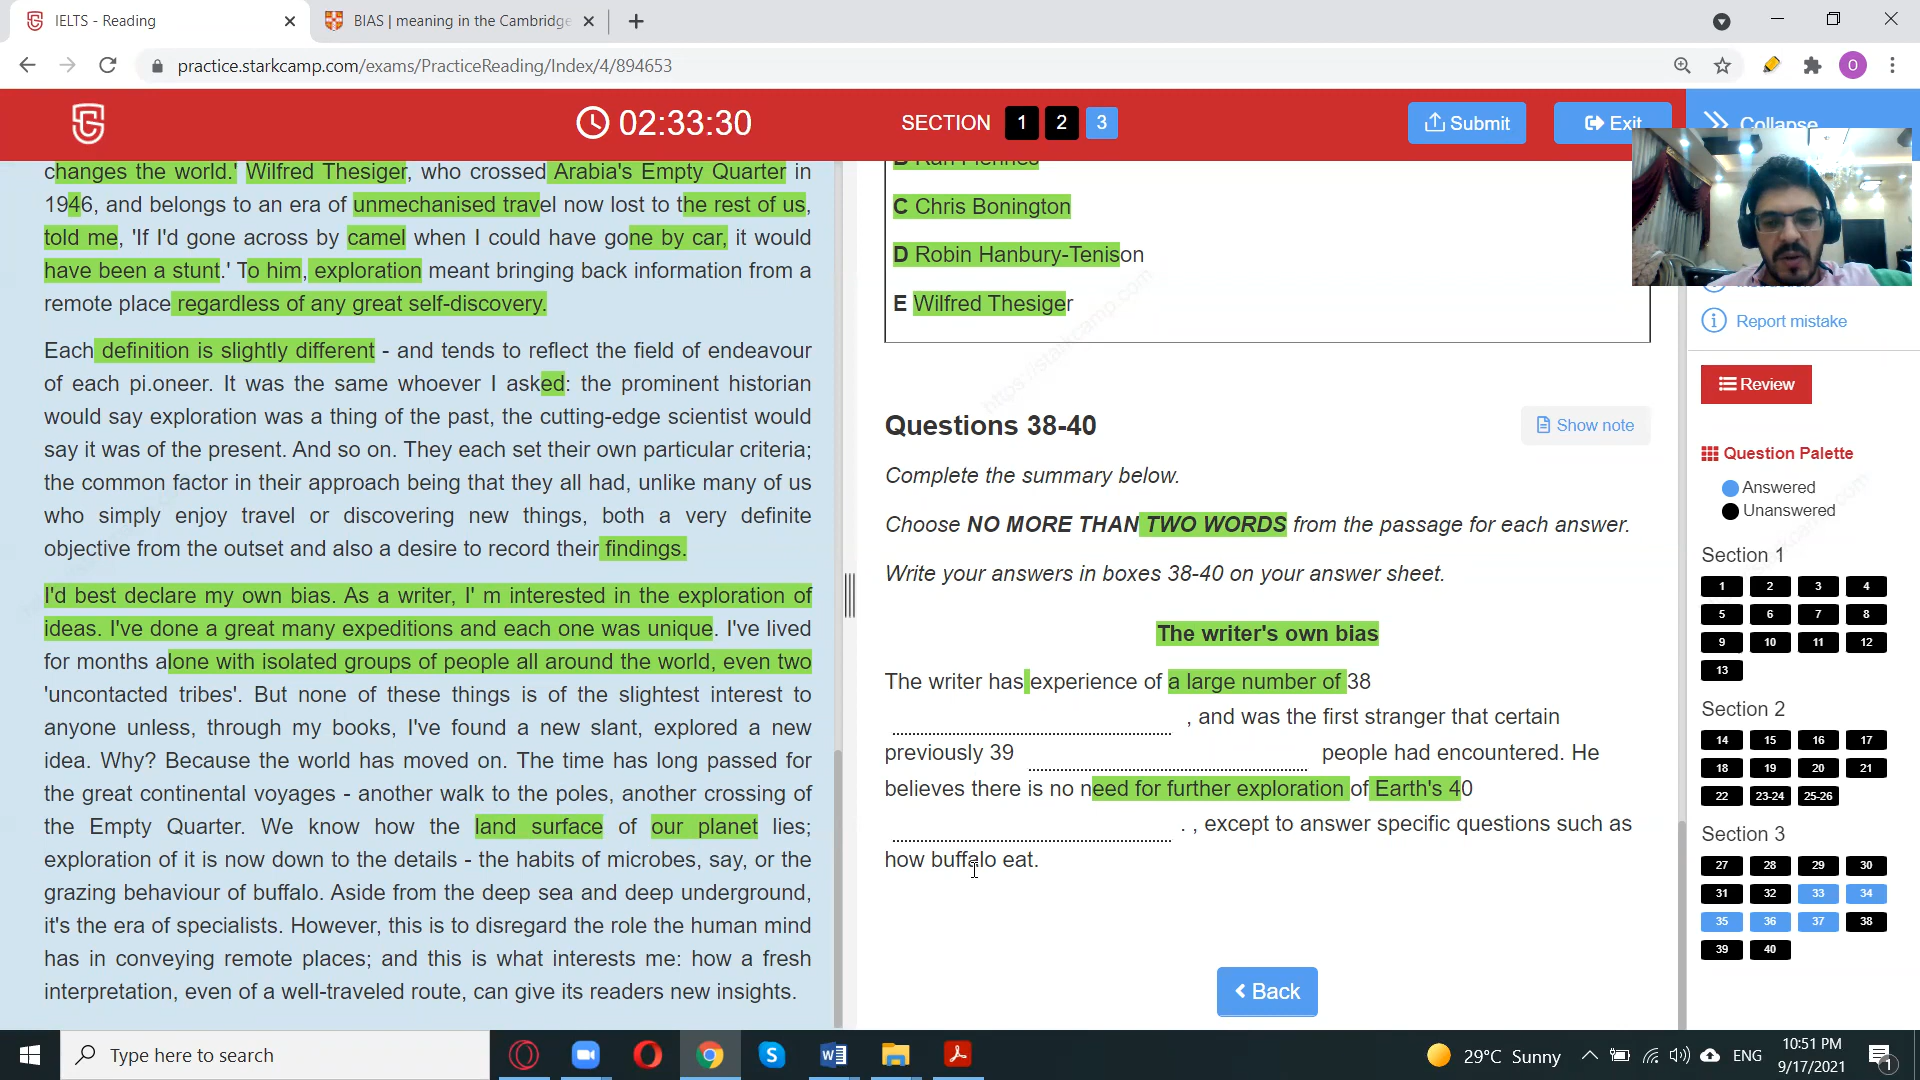 IELTS - Reading
BIAS | meaning in the Cambridge
practice.starkcamp.com/exams/PracticeReading/Index/4/894653
O
02:33:30
SECTION 1 2 3
Submit
Exit
Collapse
changes the world.' Wilfred Thesiger, who crossed Arabia's Empty Quarter in
1946, and belongs to an era of unmechanised travel now lost to the rest of us,
told me, 'If I'd gone across by camel when I could have gone by car, it would
have been a stunt.' To him, exploration meant bringing back information from a
remote place regardless of any great self-discovery.
Each definition is slightly different - and tends to reflect the field of endeavour
of each pi.oneer. It was the same whoever I asked: the prominent historian
would say exploration was a thing of the past, the cutting-edge scientist would
say it was of the present. And so on. They each set their own particular criteria;
the common factor in their approach being that they all had, unlike many of us
who simply enjoy travel or discovering new things, both a very definite
objective from the outset and also a desire to record their findings.
I'd best declare my own bias. As a writer, I' m interested in the exploration of
ideas. I've done a great many expeditions and each one was unique. I've lived
for months alone with isolated groups of people all around the world, even two
'uncontacted tribes'. But none of these things is of the slightest interest to
anyone unless, through my books, I've found a new slant, explored a new
idea. Why? Because the world has moved on. The time has long passed for
the great continental voyages - another walk to the poles, another crossing of
the Empty Quarter. We know how the land surface of our planet lies;
exploration of it is now down to the details - the habits of microbes, say, or the
grazing behaviour of buffalo. Aside from the deep sea and deep underground,
it's the era of specialists. However, this is to disregard the role the human mind
has in conveying remote places; and this is what interests me: how a fresh
interpretation, even of a well-traveled route, can give its readers new insights.
C Chris Bonington
D Robin Hanbury-Tenison
E Wilfred Thesiger
https://starkcamp.com
Questions 38-40
Show note
Complete the summary below.
Choose NO MORE THAN TWO WORDS from the passage for each answer.
Write your answers in boxes 38-40 on your answer sheet.
The writer's own bias
The writer has experience of a large number of 38
, and was the first stranger that certain
previously 39 people had encountered. He
believes there is no need for further exploration of Earth's 40
. , except to answer specific questions such as
how buffalo eat.
Back
Report mistake
Review
Question Palette
Answered
Unanswered
Section 1
1 2 3 4
5 6 7 8
9 10 11 12
13
Section 2
14 15 16 17
18 19 20 21
22 23-24 25-26
Section 3
27 28 29 30
31 32 33 34
35 36 37 38
39 40
Type here to search
29°C Sunny
ENG
10:51 PM
9/17/2021
1